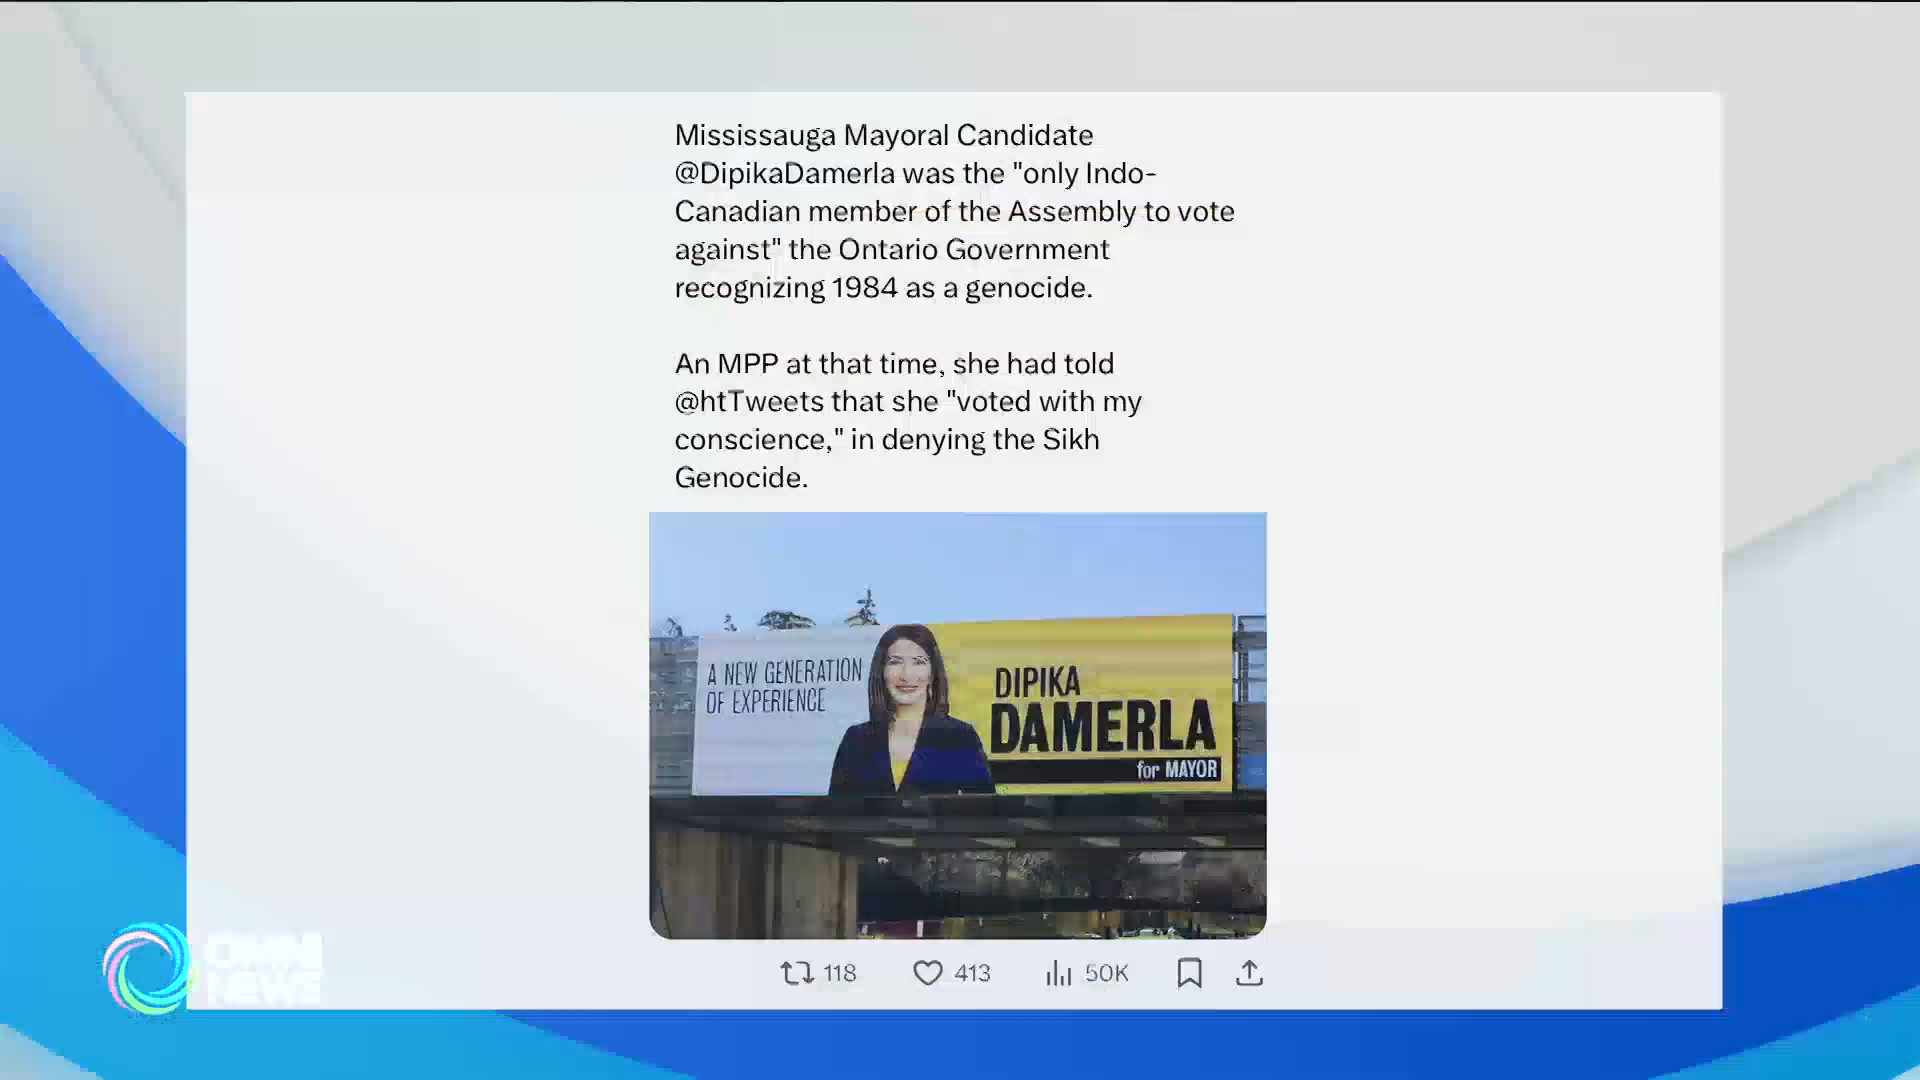 Mississauga Mayoral Candidate
@DipikaDamerla was the "only Indo-
Canadian member of the Assembly to vote
against" the Ontario Government
recognizing 1984 as a genocide.
An MPP at that time, she had told
@htTweets that she "voted with my
conscience," in denying the Sikh
Genocide.
A NEW GENERATION
OF EXPERIENCE
DIPIKA
DAMERLA
for MAYOR
118 413 50K
OMNI
NEWS